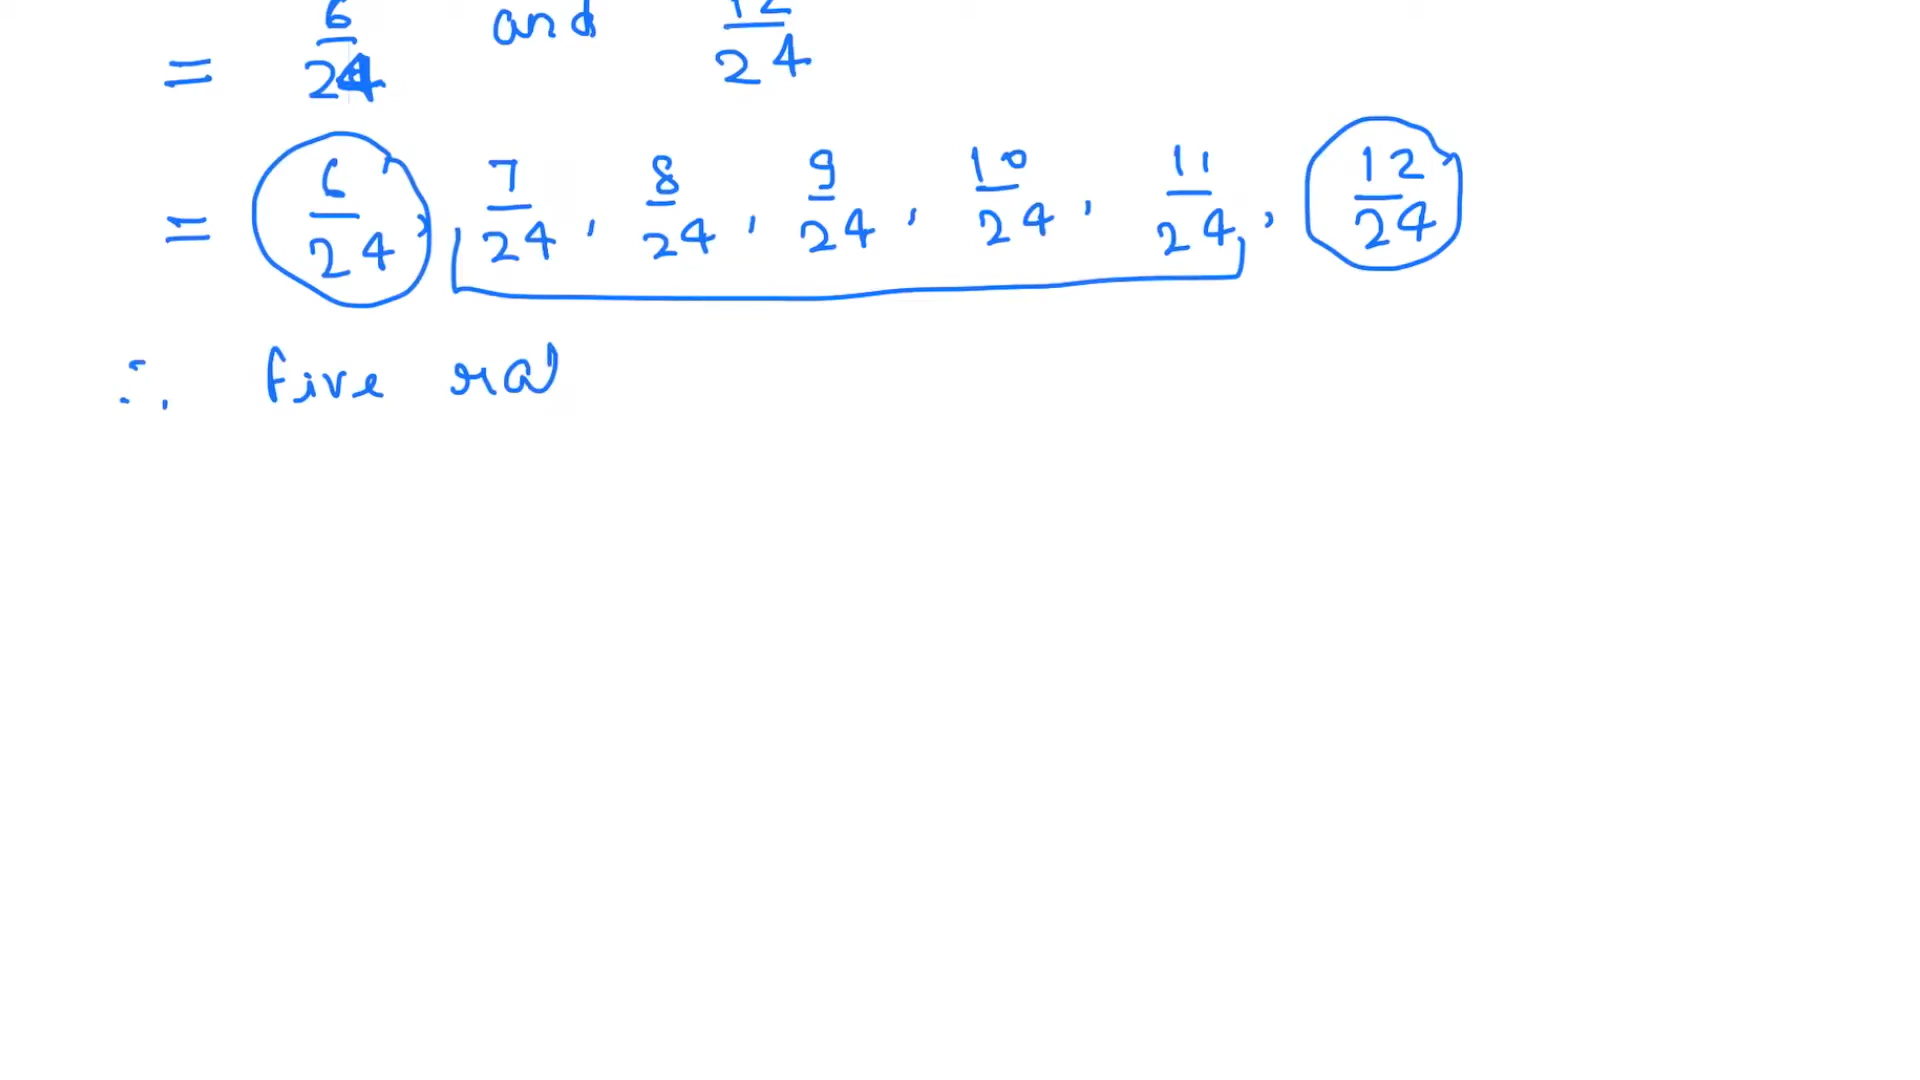 = 6/24 and 12/24
= 6/24, 7/24, 8/24, 9/24, 10/24, 11/24, 12/24
∴ five rat